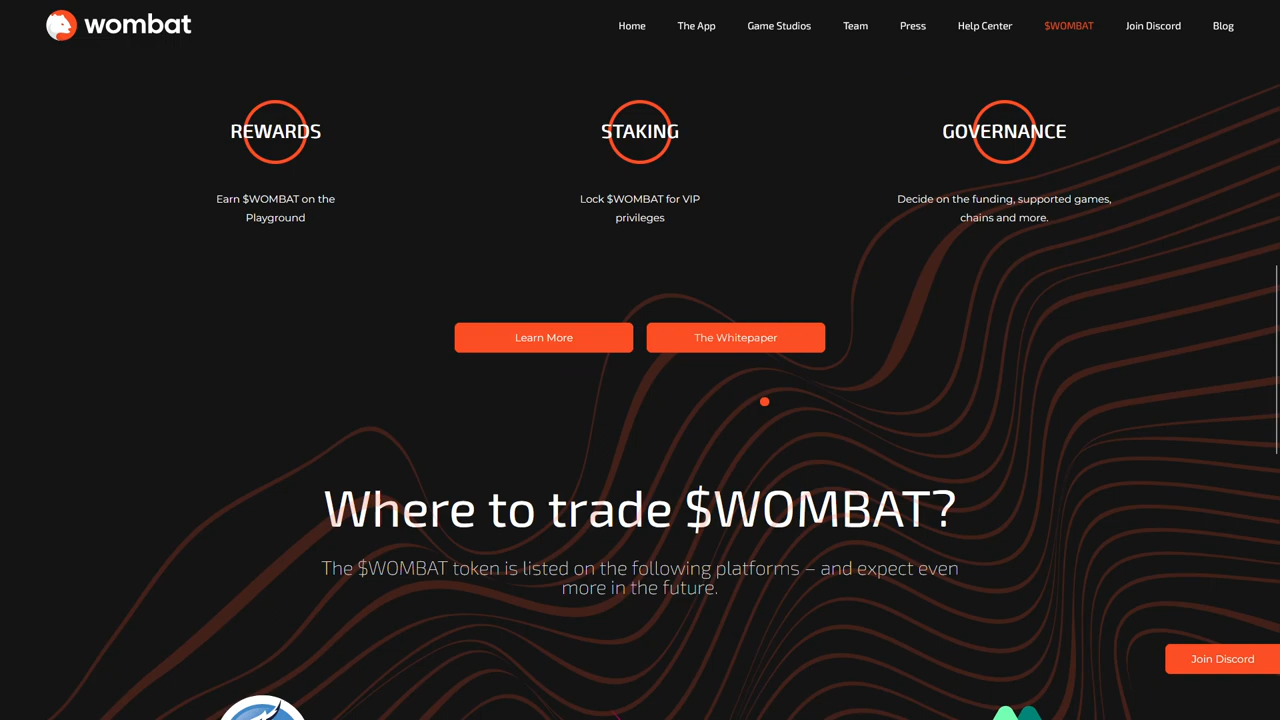 wombat
Home The App Game Studios Team Press Help Center $WOMBAT Join Discord Blog
REWARDS STAKING GOVERNANCE
Earn $WOMBAT on the
Playground
Lock $WOMBAT for VIP
privileges
Decide on the funding, supported games,
chains and more.
Learn More The Whitepaper
Where to trade $WOMBAT?
The $WOMBAT token is listed on the following platforms – and expect even
more in the future.
Join Discord